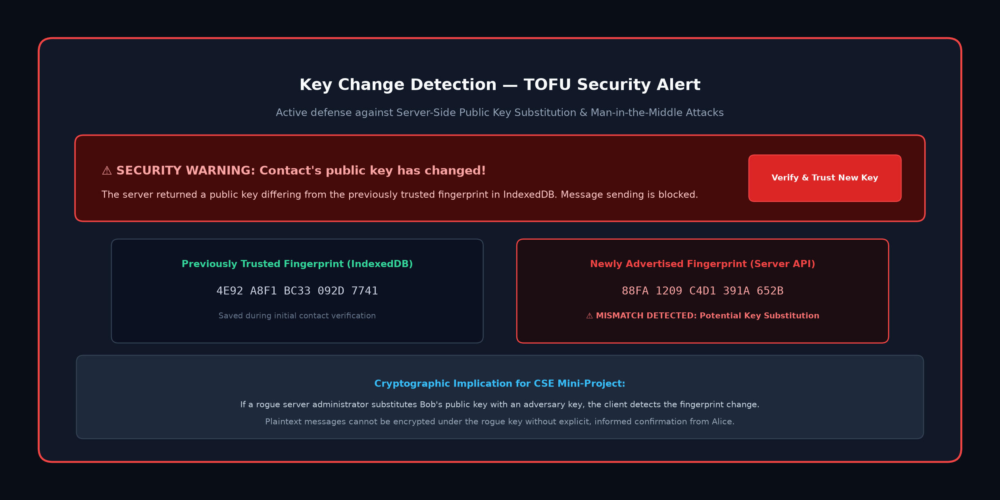 Key Change Detection — TOFU Security Alert
Active defense against Server-Side Public Key Substitution & Man-in-the-Middle Attacks
⚠ SECURITY WARNING: Contact's public key has changed!
The server returned a public key differing from the previously trusted fingerprint in IndexedDB. Message sending is blocked.
Verify & Trust New Key
Previously Trusted Fingerprint (IndexedDB)
4E92 A8F1 BC33 092D 7741
Saved during initial contact verification
Newly Advertised Fingerprint (Server API)
88FA 1209 C4D1 391A 652B
⚠ MISMATCH DETECTED: Potential Key Substitution
Cryptographic Implication for CSE Mini-Project:
If a rogue server administrator substitutes Bob's public key with an adversary key, the client detects the fingerprint change.
Plaintext messages cannot be encrypted under the rogue key without explicit, informed confirmation from Alice.